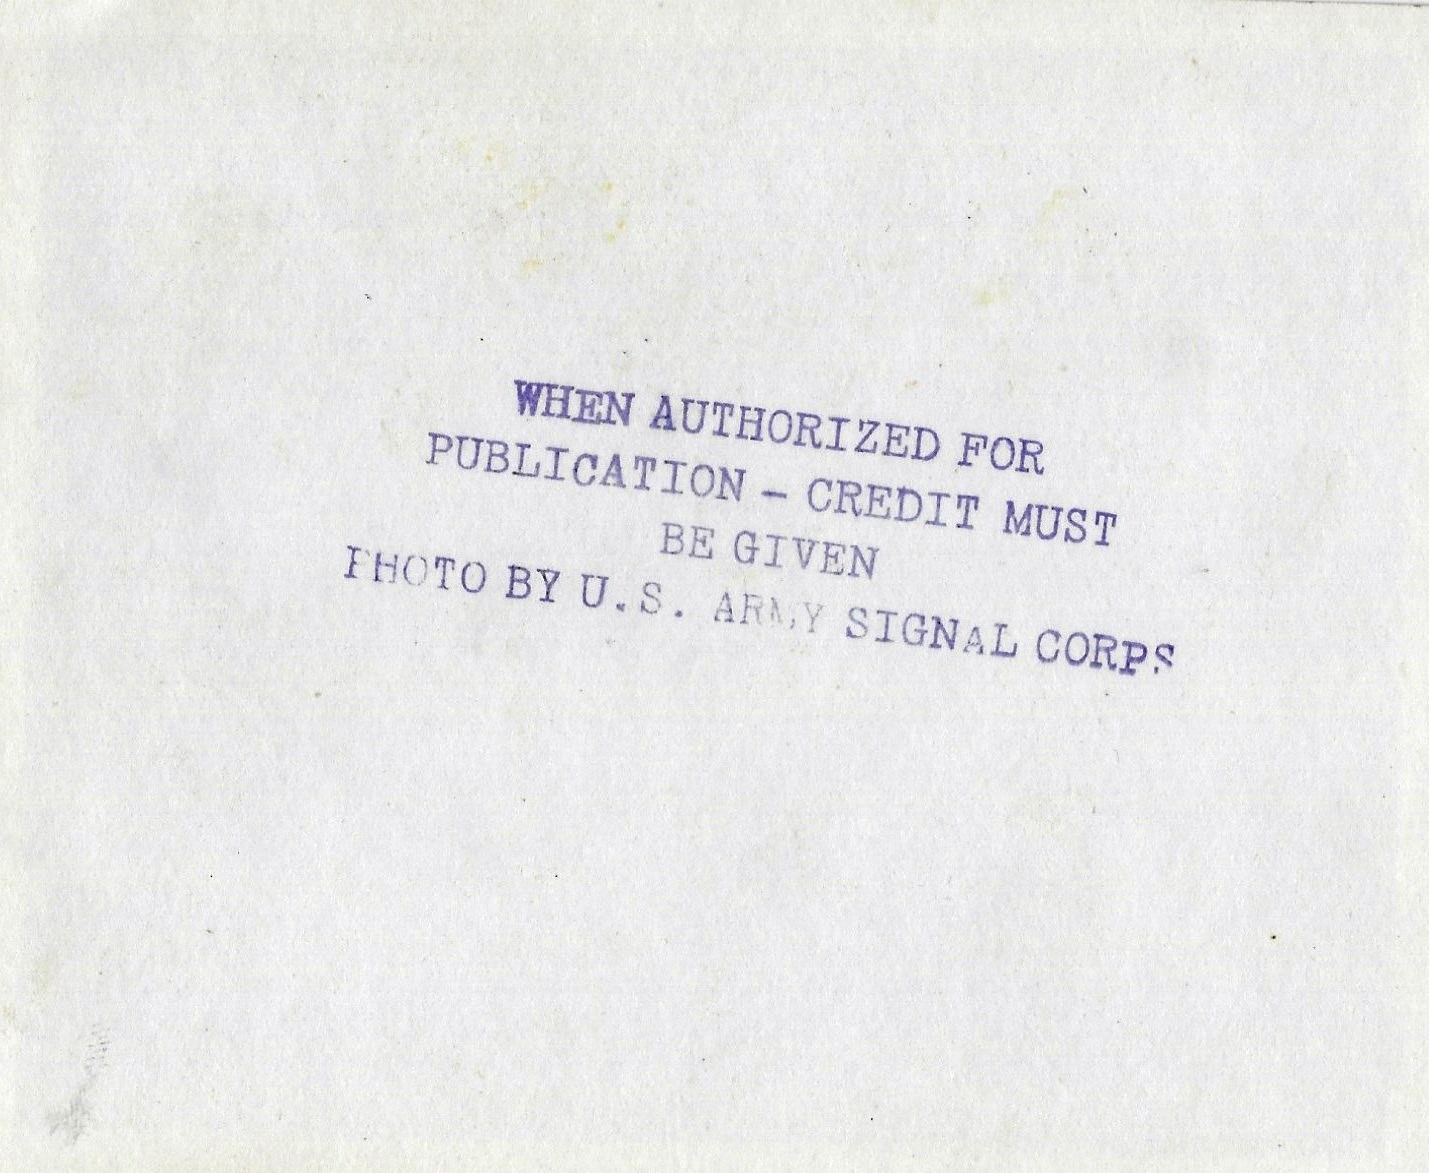 WHEN AUTHORIZED FOR
PUBLICATION - CREDIT MUST
BE GIVEN
PHOTO BY U.S. ARMY SIGNAL CORPS